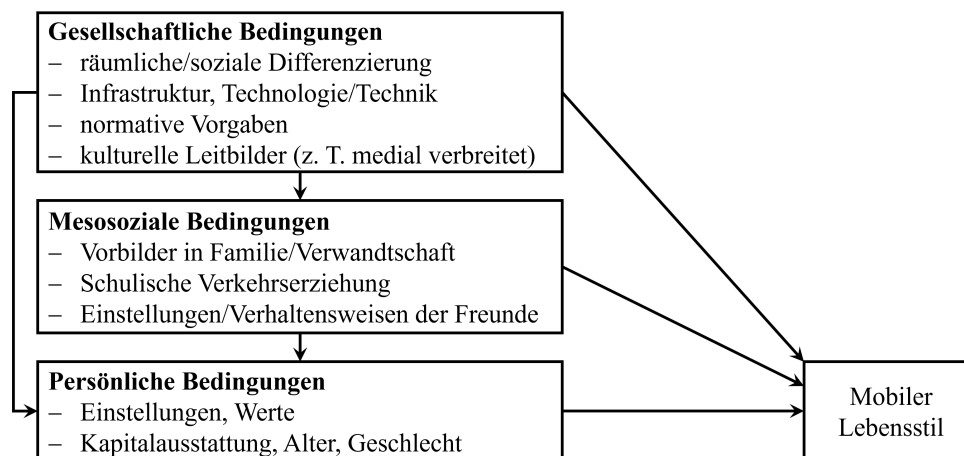 Gesellschaftliche Bedingungen
– räumliche/soziale Differenzierung
– Infrastruktur, Technologie/Technik
– normative Vorgaben
– kulturelle Leitbilder (z. T. medial verbreitet)
Mesosoziale Bedingungen
– Vorbilder in Familie/Verwandtschaft
– Schulische Verkehrserziehung
– Einstellungen/Verhaltensweisen der Freunde
Persönliche Bedingungen
– Einstellungen, Werte
– Kapitalausstattung, Alter, Geschlecht
Mobiler
Lebensstil